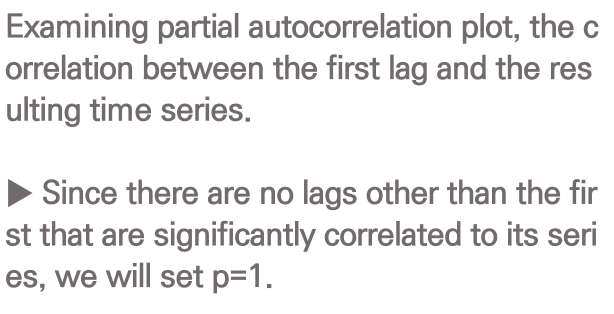 Examining partial autocorrelation plot, the c
orrelation between the first lag and the res
ulting time series.
▶ Since there are no lags other than the fir
st that are significantly correlated to its seri
es, we will set p=1.